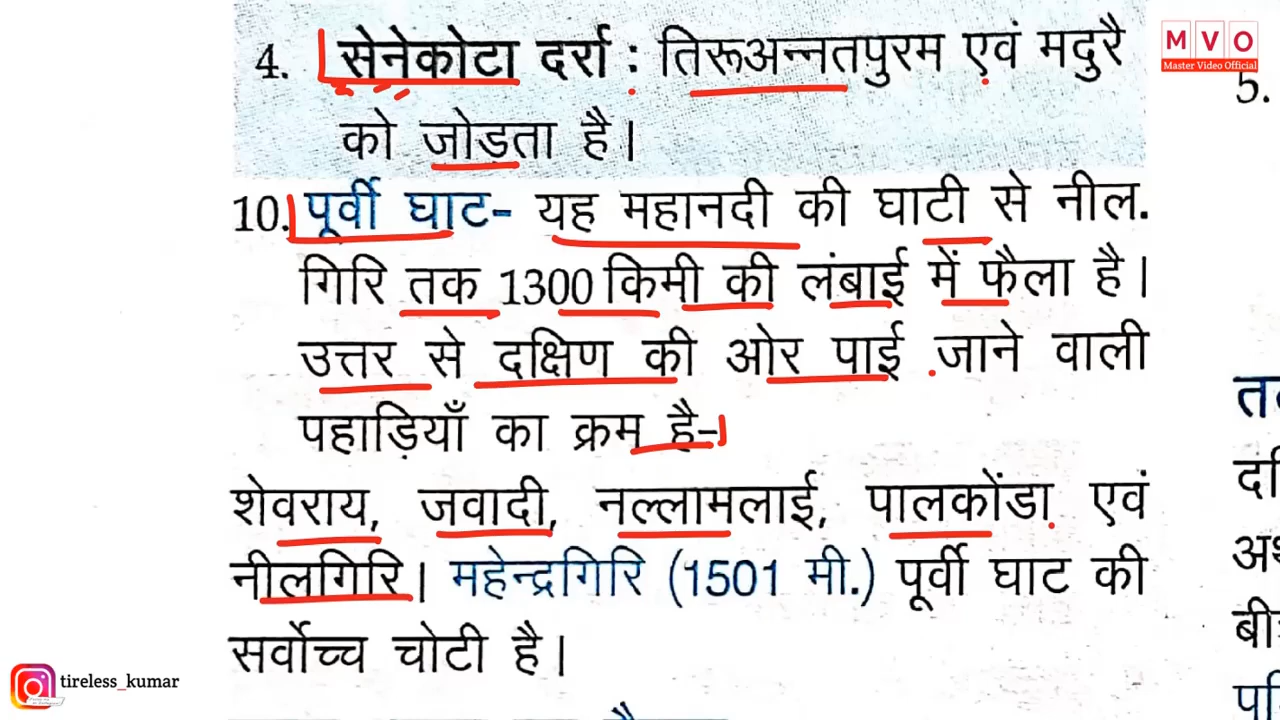 4. सेनेकोटा दर्रा : तिरूअन्नतपुरम एवं मदुरै
को जोड़ता है।
10. पूर्वी घाट- यह महानदी की घाटी से नील.
गिरि तक 1300 किमी की लंबाई में फैला है।
उत्तर से दक्षिण की ओर पाई जाने वाली
पहाड़ियाँ का क्रम है-
शेवराय, जवादी, नल्लामलाई, पालकोंडा एवं
नीलगिरि। महेन्द्रगिरि (1501 मी.) पूर्वी घाट की
सर्वोच्च चोटी है।
MVO
Master Video Official
5.
tireless_kumar